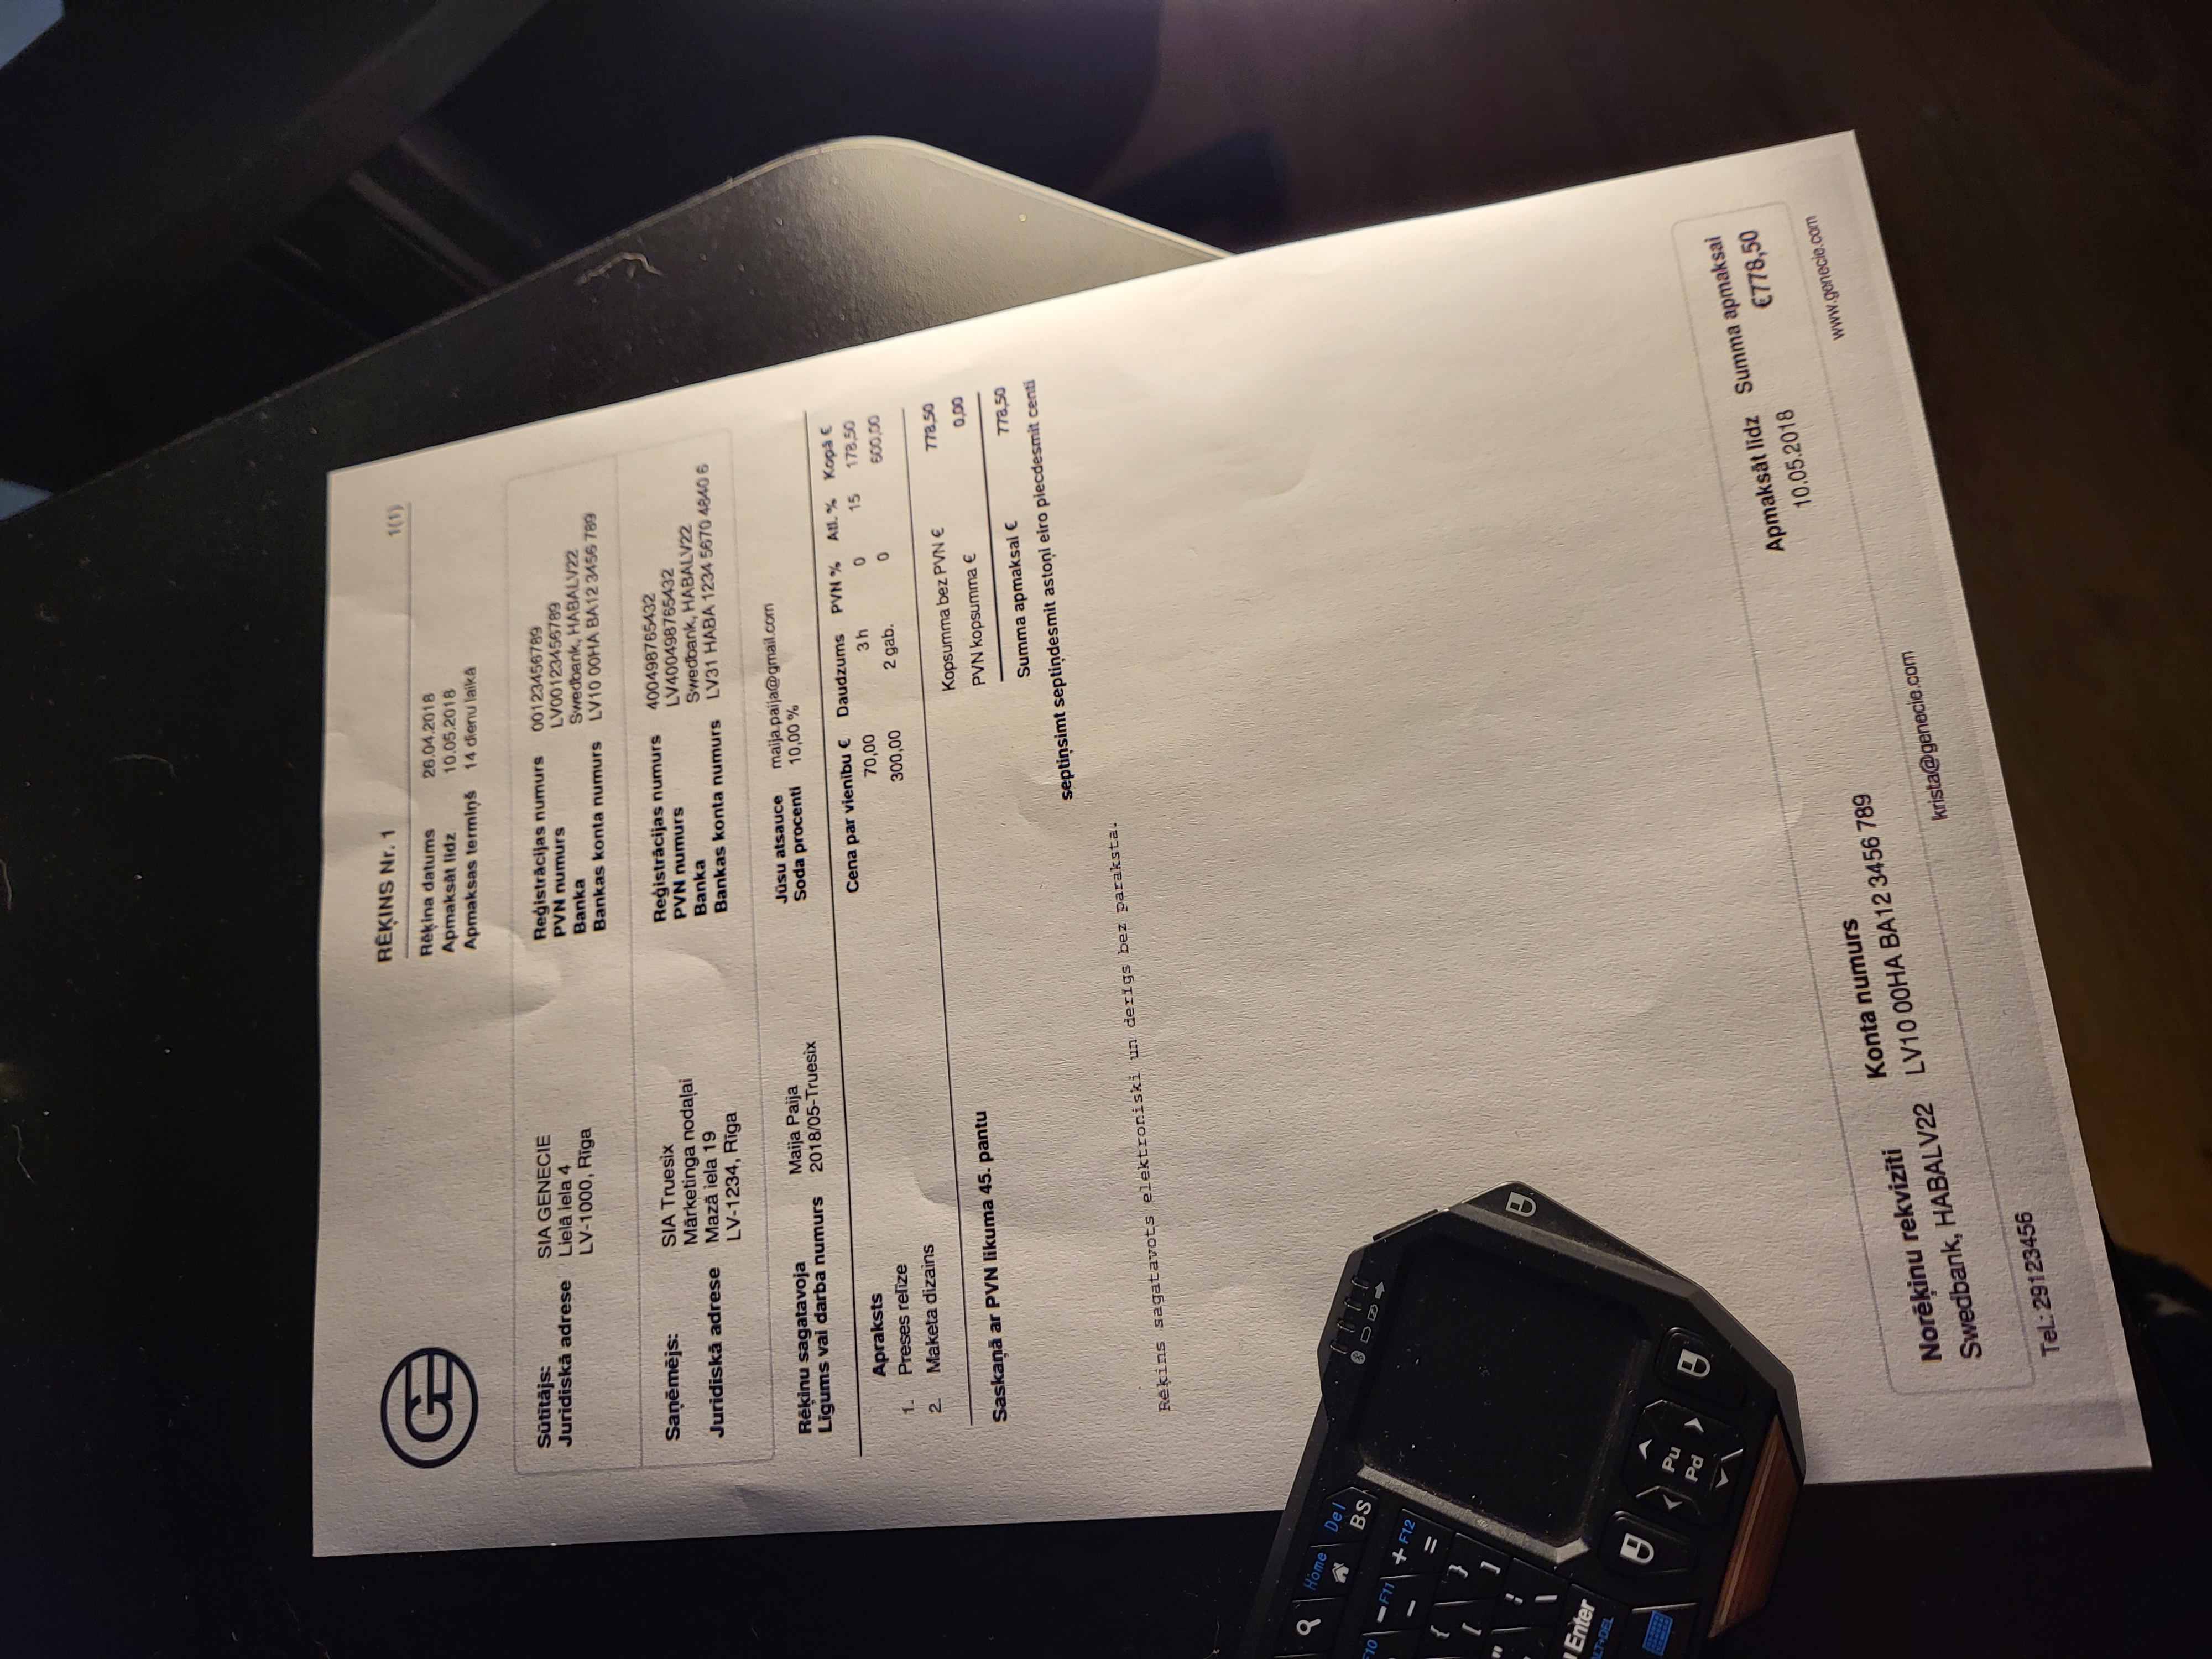 GE
RĒĶINS Nr. 1
1(1)
Rēķina datums 26.04.2018
Apmaksāt līdz 10.05.2018
Apmaksas termiņš 14 dienu laikā
Sūtītājs: SIA GENECIE
Juridiskā adrese Lielā iela 4
LV-1000, Rīga
Reģistrācijas numurs 00123456789
PVN numurs LV00123456789
Banka Swedbank, HABALV22
Bankas konta numurs LV10 00HA BA12 3456 789
Saņēmējs: SIA Truesix
Mārketinga nodaļai
Juridiskā adrese Mazā iela 19
LV-1234, Rīga
Reģistrācijas numurs 400498765432
PVN numurs LV400498765432
Banka Swedbank, HABALV22
Bankas konta numurs LV31 HABA 1234 5670 4840 6
Rēķinu sagatavoja Maija Paija
Līgums vai darba numurs 2018/05-Truesix
Jūsu atsauce maija.paija@gmail.com
Soda procenti 10,00 %
Apraksts Cena par vienību € Daudzums PVN % Atl. % Kopā €
1. Preses relīze 70,00 3 h 0 15 178,50
2. Maketa dizains 300,00 2 gab. 0 600,00
Saskaņā ar PVN likuma 45. pantu
Kopsumma bez PVN € 778,50
PVN kopsumma € 0,00
Summa apmaksai € 778,50
septiņsimt septiņdesmit astoņi eiro piecdesmit centi
Rēķins sagatavots elektroniski un derīgs bez paraksta.
Home Del
BS
F10 - F11 + F12
_ =
{ }
[ ]
" :
\
Enter
ALT+DEL
Pu
Pd
Norēķinu rekvizīti Konta numurs Apmaksāt līdz Summa apmaksai
Swedbank, HABALV22 LV10 00HA BA12 3456 789 10.05.2018 €778,50
Tel.: 29123456 krista@genecie.com www.genecie.com